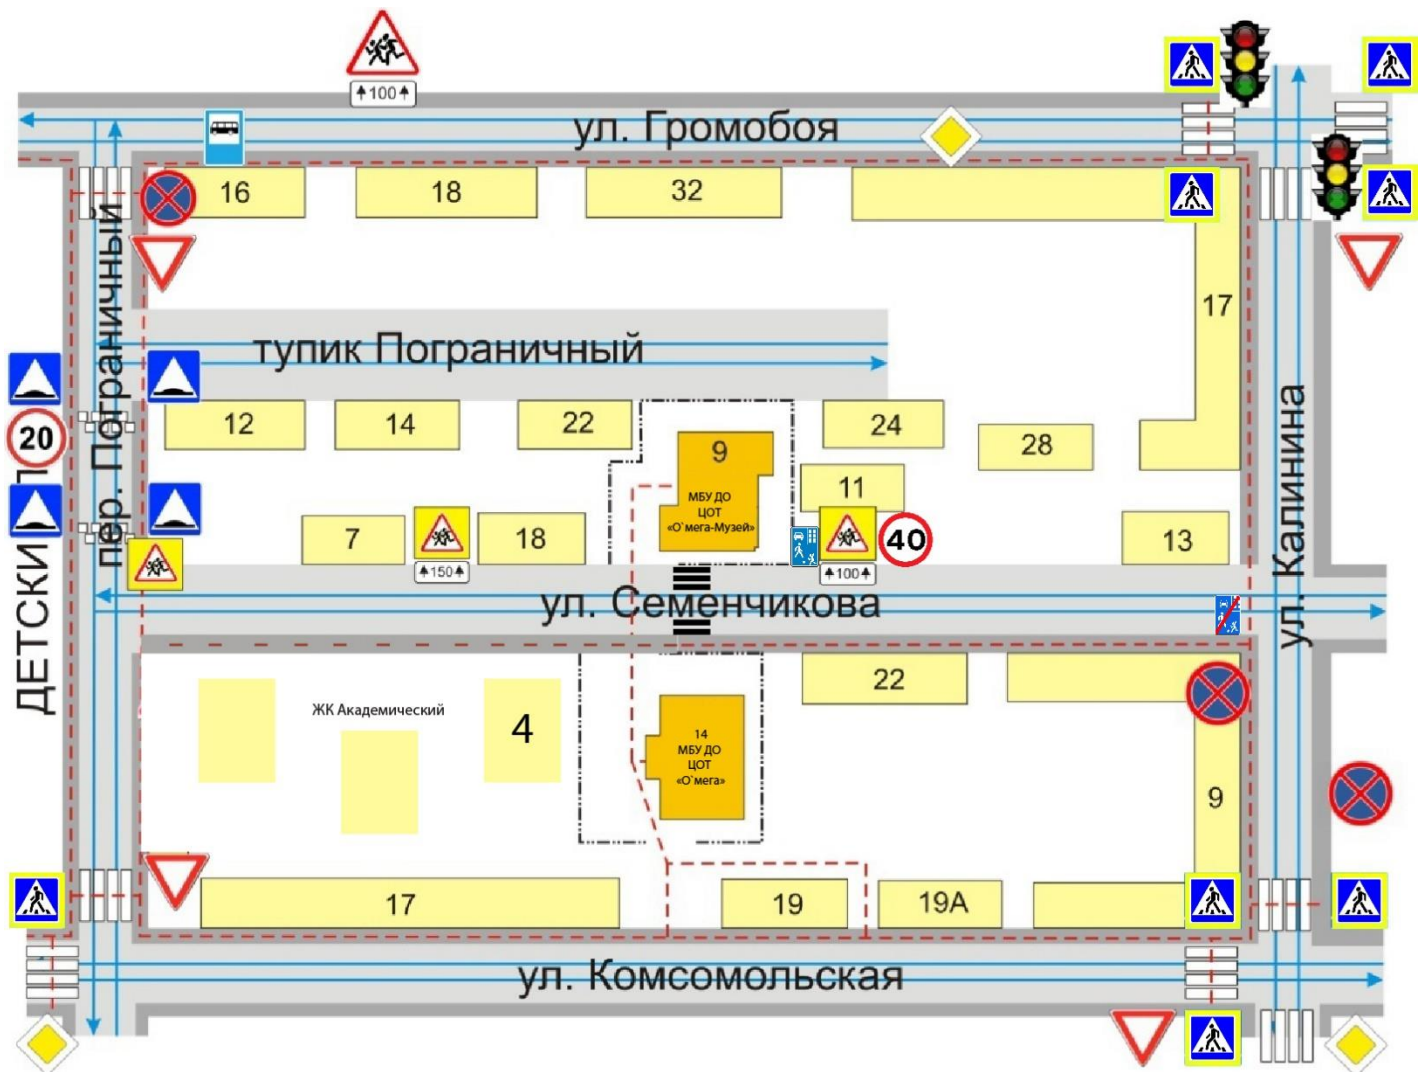 ↑100↑
ул. Громобоя
16
18
32
17
пер. Пограничный
тупик Пограничный
12
14
22
24
28
20
9
МБУ ДО
ЦОТ
«О`мега-Музей»
11
7
18
13
40
↑150↑
↑100↑
ул. Семенчикова
ул. Калинина
ДЕТСКИ
ЖК Академический
4
22
14
МБУ ДО
ЦОТ
«О`мега»
9
17
19
19А
ул. Комсомольская